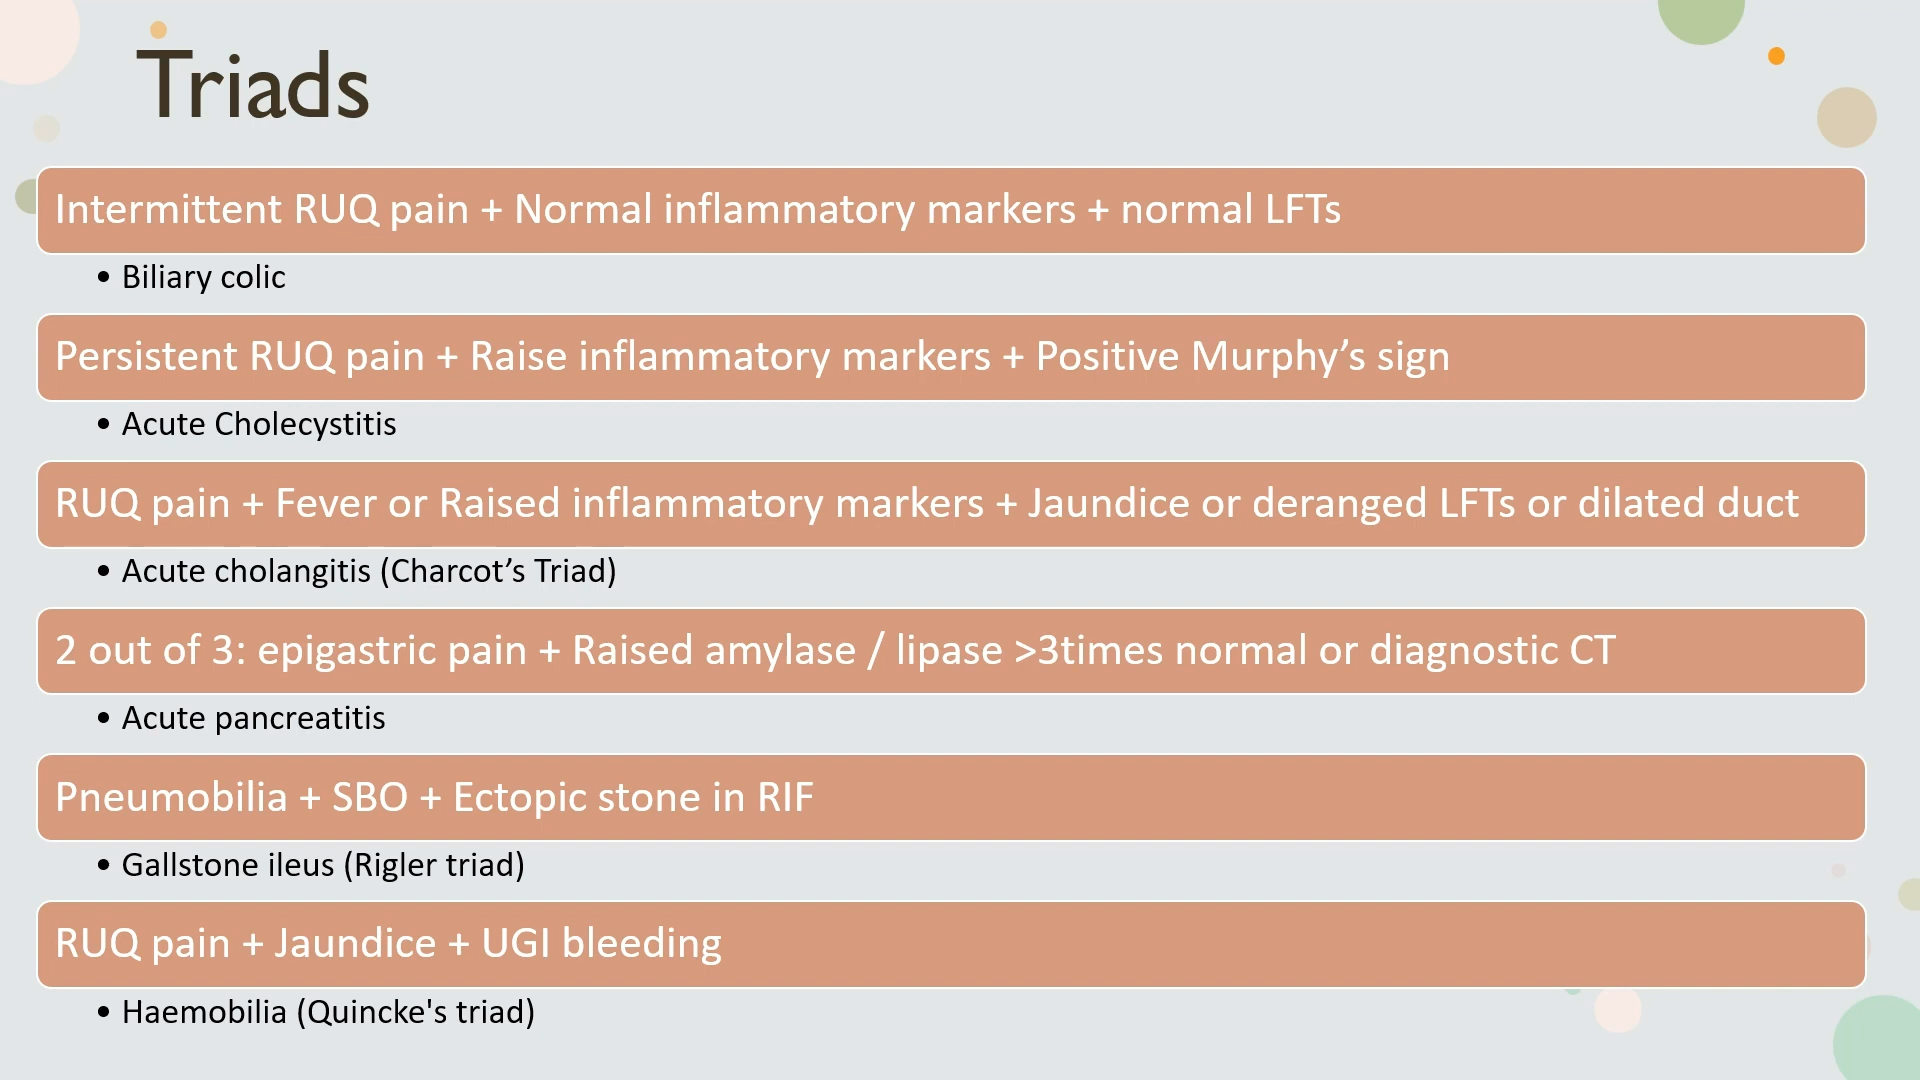 Triads
Intermittent RUQ pain + Normal inflammatory markers + normal LFTs
• Biliary colic
Persistent RUQ pain + Raise inflammatory markers + Positive Murphy’s sign
• Acute Cholecystitis
RUQ pain + Fever or Raised inflammatory markers + Jaundice or deranged LFTs or dilated duct
• Acute cholangitis (Charcot’s Triad)
2 out of 3: epigastric pain + Raised amylase / lipase >3times normal or diagnostic CT
• Acute pancreatitis
Pneumobilia + SBO + Ectopic stone in RIF
• Gallstone ileus (Rigler triad)
RUQ pain + Jaundice + UGI bleeding
• Haemobilia (Quincke's triad)